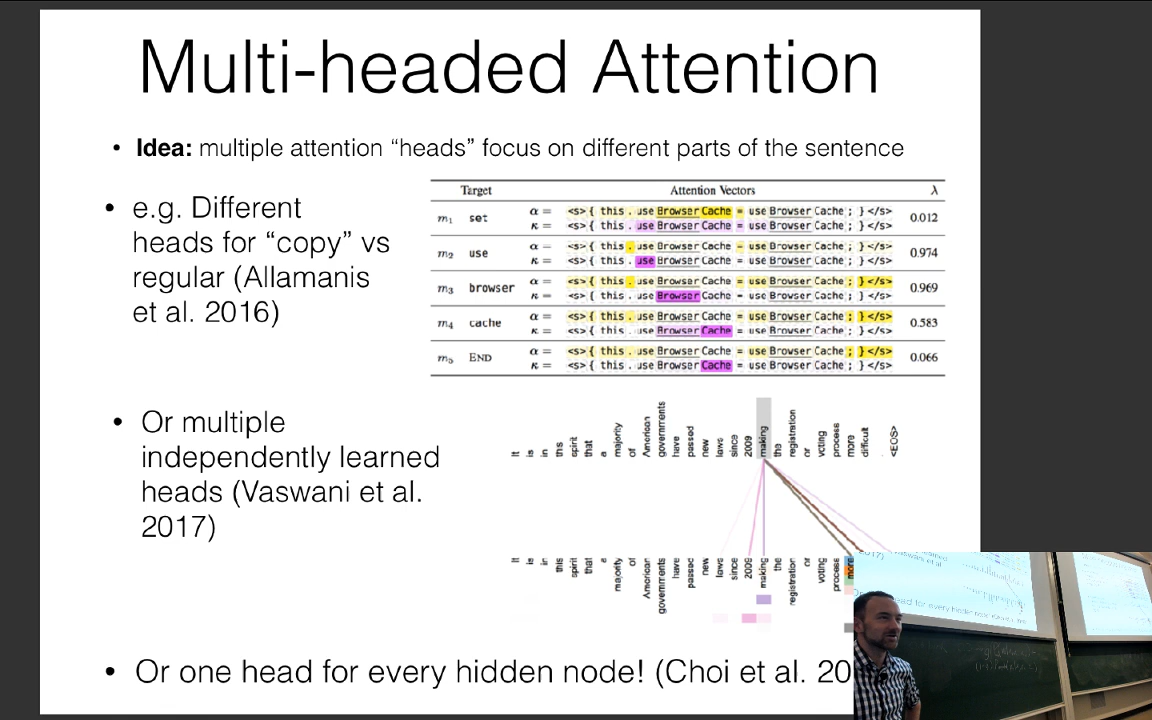 Multi-headed Attention
• Idea: multiple attention “heads” focus on different parts of the sentence
• e.g. Different
heads for “copy” vs
regular (Allamanis
et al. 2016)
Target Attention Vectors λ
m₁ set α = <s>{ this . use Browser Cache = use Browser Cache ; } </s> 0.012
κ = <s>{ this . use Browser Cache = use Browser Cache ; } </s>
m₂ use α = <s>{ this . use Browser Cache = use Browser Cache ; } </s> 0.974
κ = <s>{ this . use Browser Cache = use Browser Cache ; } </s>
m₃ browser α = <s>{ this . use Browser Cache = use Browser Cache ; } </s> 0.969
κ = <s>{ this . use Browser Cache = use Browser Cache ; } </s>
m₄ cache α = <s>{ this . use Browser Cache = use Browser Cache ; } </s> 0.583
κ = <s>{ this . use Browser Cache = use Browser Cache ; } </s>
m₅ END α = <s>{ this . use Browser Cache = use Browser Cache ; } </s> 0.066
κ = <s>{ this . use Browser Cache = use Browser Cache ; } </s>
• Or multiple
independently learned
heads (Vaswani et al.
2017)
It is in this spirit that a majority of American governments have passed new laws since 2009 making the registration or voting process more difficult . <EOS>
It is in this spirit that a majority of American governments have passed new laws since 2009 making the registration or voting process more
• Or one head for every hidden node! (Choi et al. 20